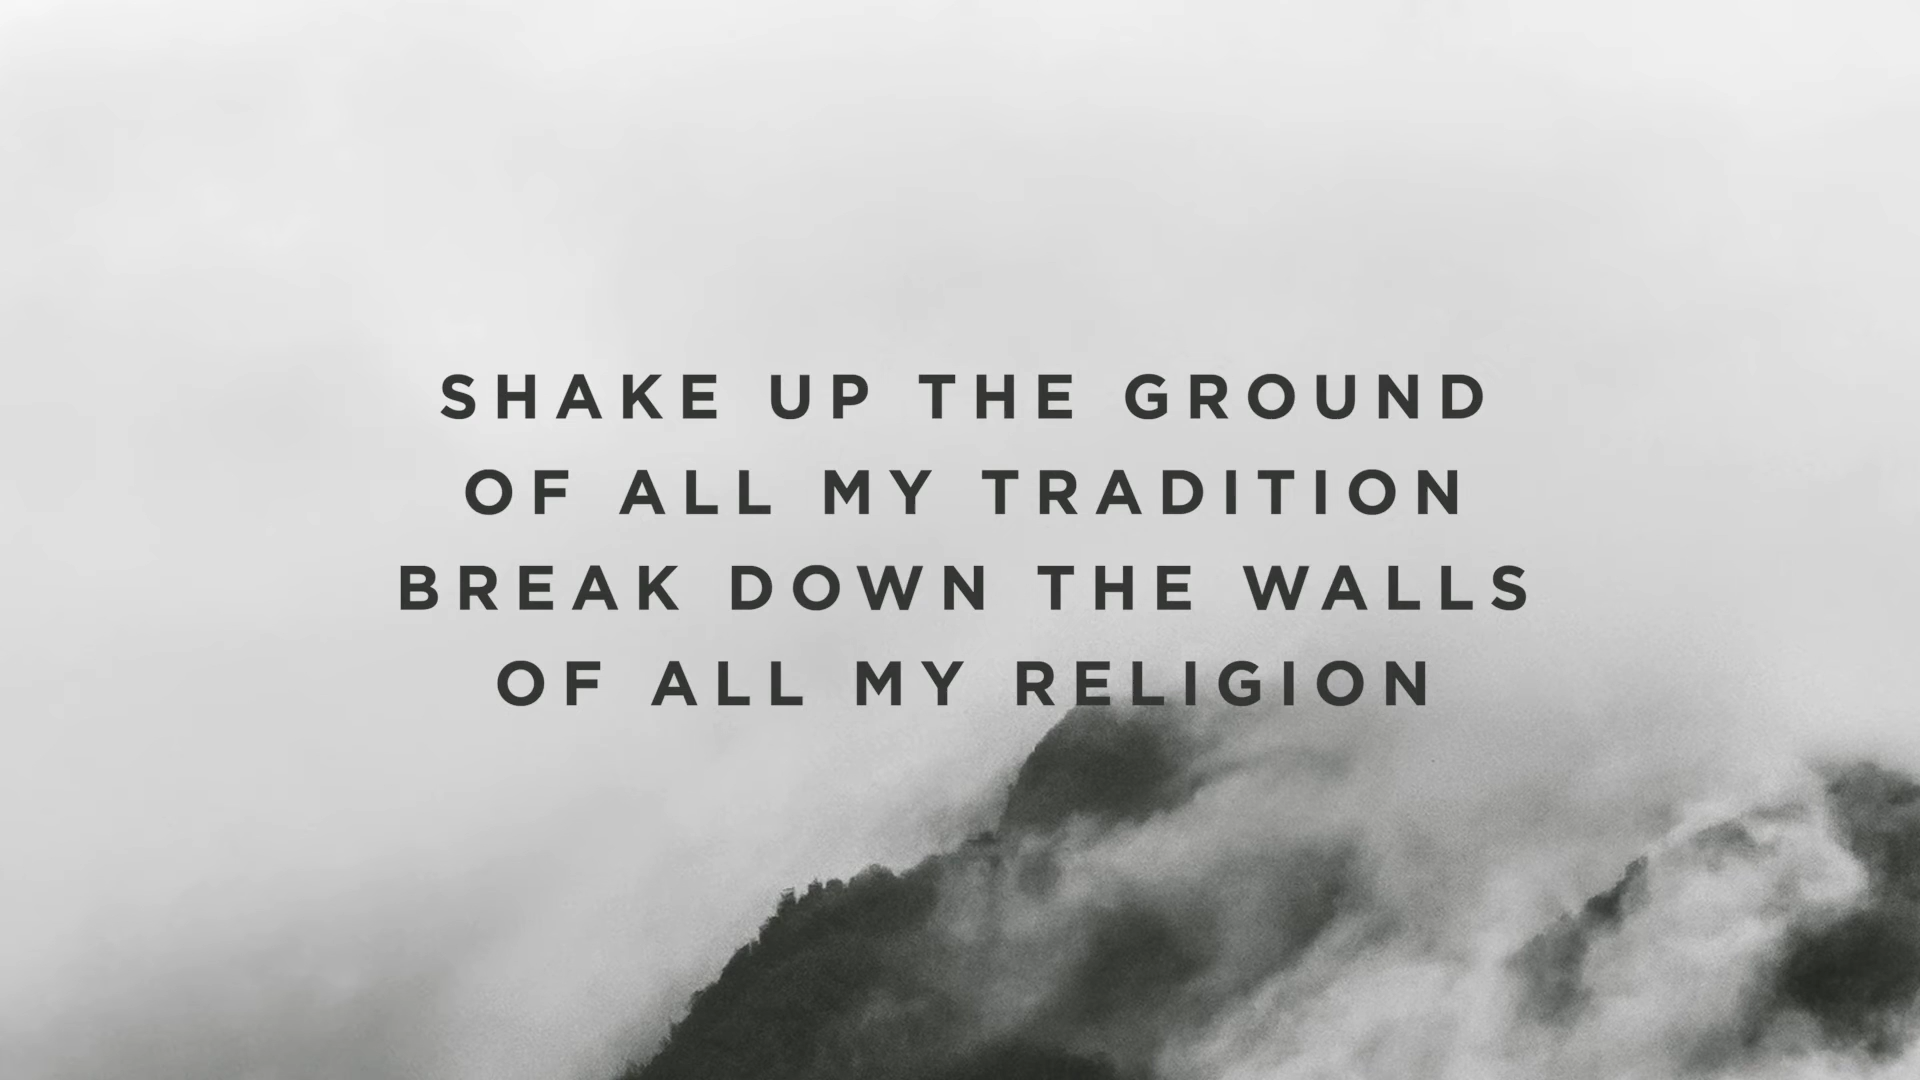 SHAKE UP THE GROUND
OF ALL MY TRADITION
BREAK DOWN THE WALLS
OF ALL MY RELIGION